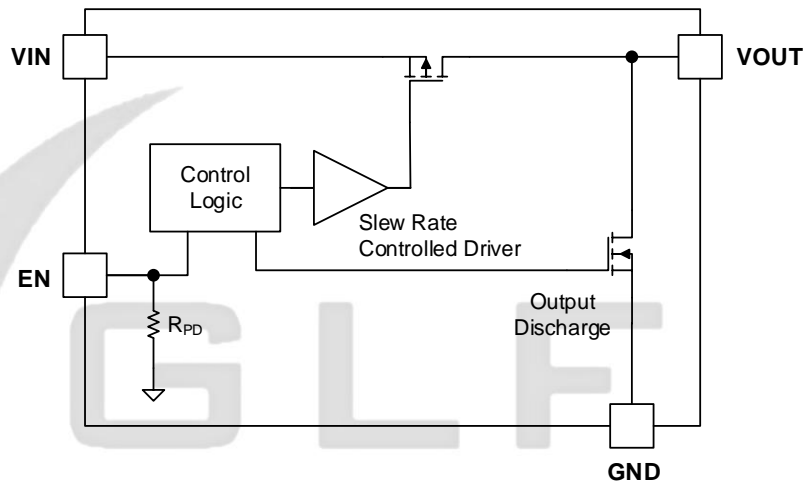 VIN
VOUT
Control
Logic
Slew Rate
Controlled Driver
EN
RPD
Output
Discharge
GLF
GND